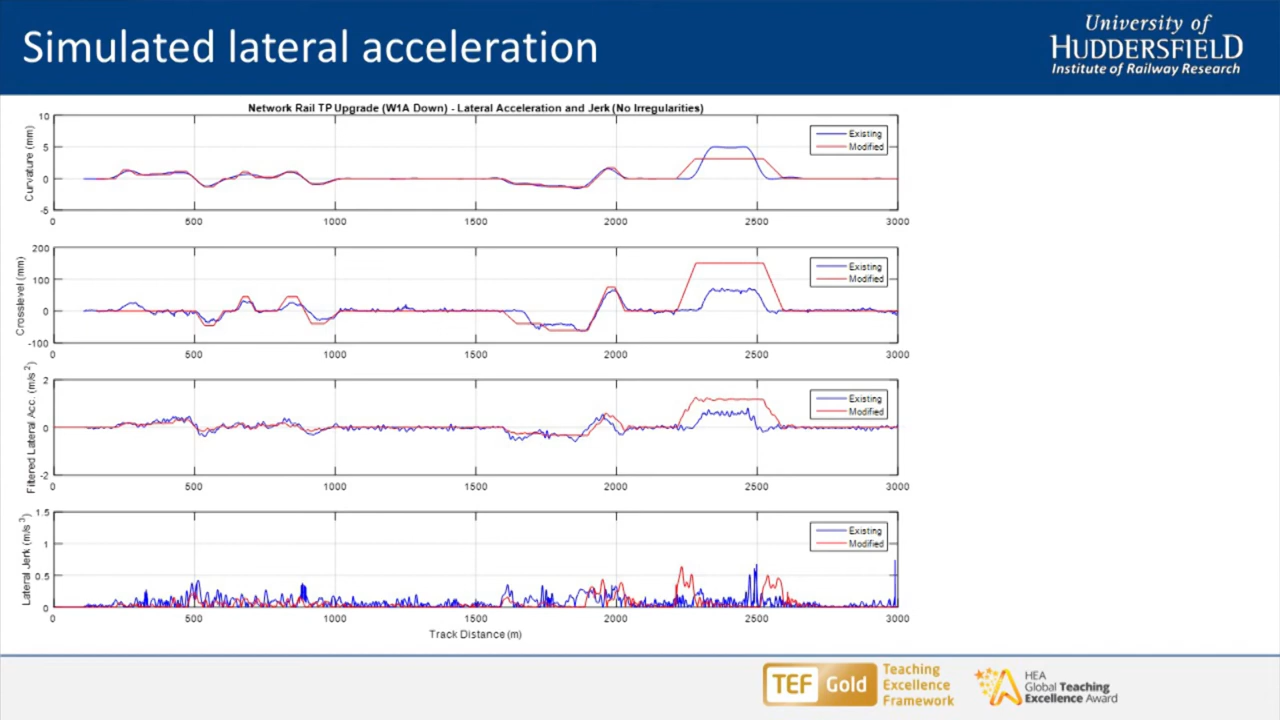 Simulated lateral acceleration
University of
HUDDERSFIELD
Institute of Railway Research
Network Rail TP Upgrade (W1A Down) - Lateral Acceleration and Jerk (No Irregularities)
Curvature (mm)
10
5
0
-5
0 500 1000 1500 2000 2500 3000
Existing
Modified
Crosslevel (mm)
200
100
0
-100
0 500 1000 1500 2000 2500 3000
Existing
Modified
Filtered Lateral Acc. (m/s 2)
2
0
-2
0 500 1000 1500 2000 2500 3000
Existing
Modified
Lateral Jerk (m/s 3)
1.5
1
0.5
0
0 500 1000 1500 2000 2500 3000
Existing
Modified
Track Distance (m)
TEF Gold
Teaching
Excellence
Framework
HEA
Global Teaching
Excellence Award